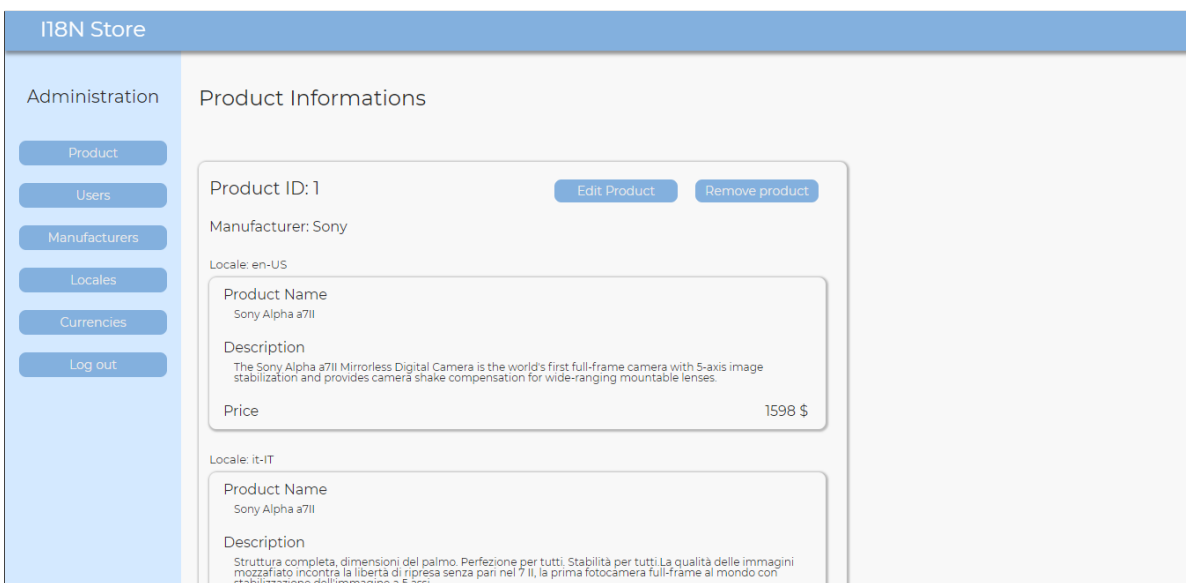 I18N Store
Administration
Product
Users
Manufacturers
Locales
Currencies
Log out
Product Informations
Product ID: 1
Edit Product
Remove product
Manufacturer: Sony
Locale: en-US
Product Name
Sony Alpha a7II
Description
The Sony Alpha a7II Mirrorless Digital Camera is the world's first full-frame camera with 5-axis image
stabilization and provides camera shake compensation for wide-ranging mountable lenses.
Price
1598 $
Locale: it-IT
Product Name
Sony Alpha a7II
Description
Struttura completa, dimensioni del palmo. Perfezione per tutti. Stabilità per tutti.La qualità delle immagini
mozzafiato incontra la libertà di ripresa senza pari nel 7 II, la prima fotocamera full-frame al mondo con
stabilizzazione dell'immagine a 5 assi